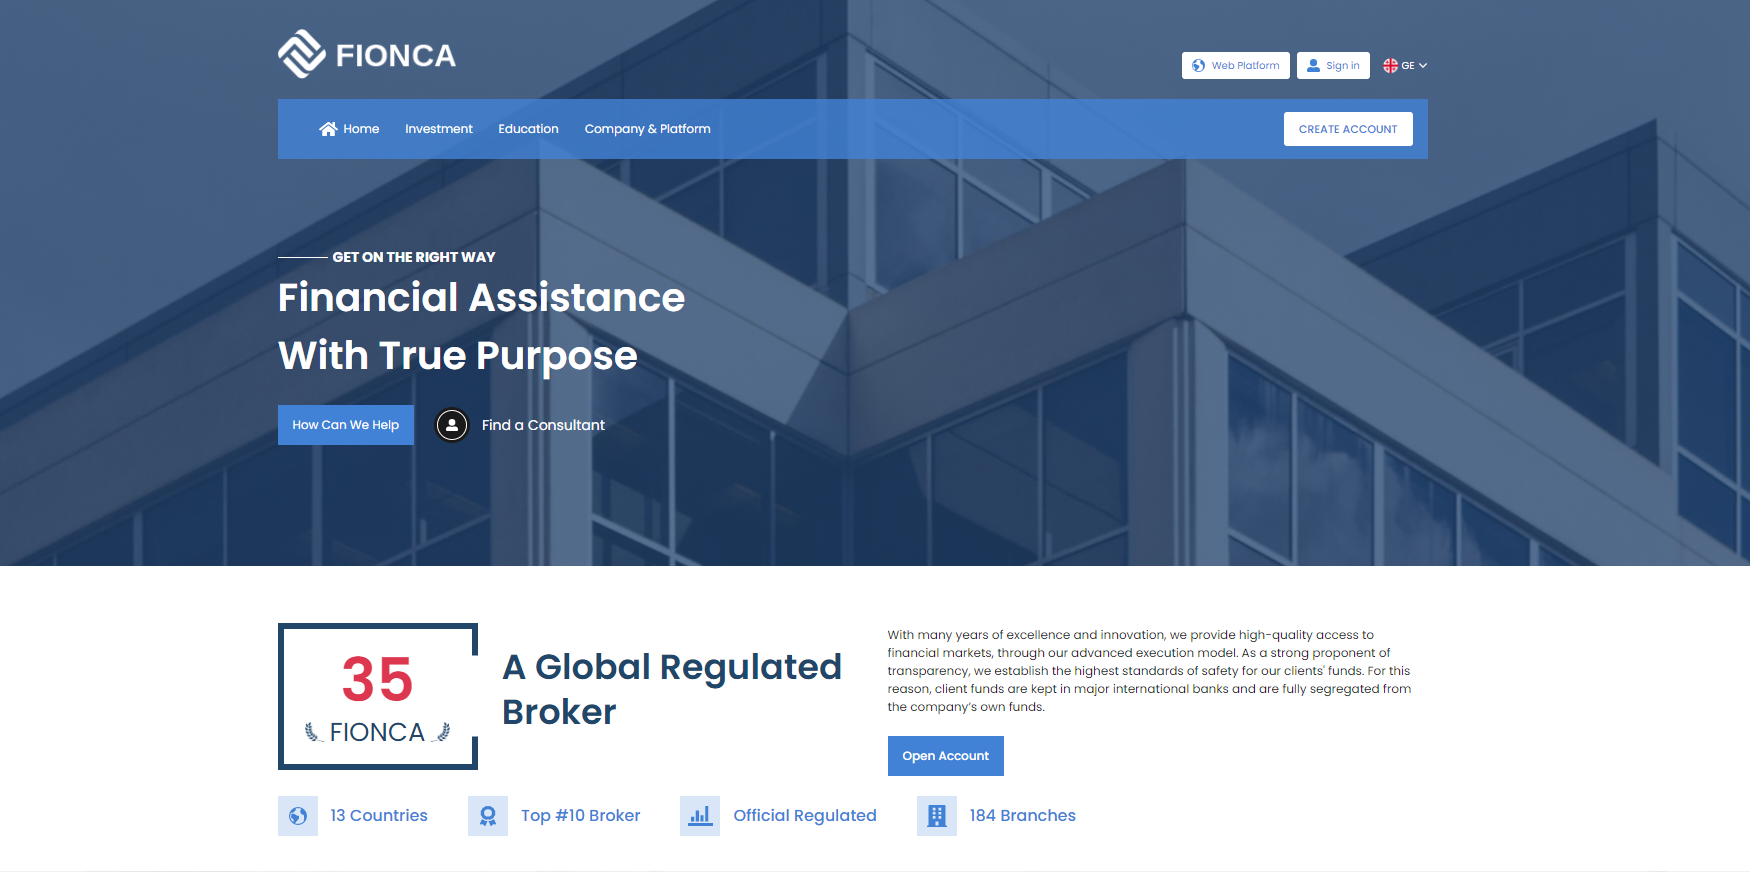 FIONCA
Web Platform
Sign in
GE
Home
Investment
Education
Company & Platform
CREATE ACCOUNT
GET ON THE RIGHT WAY
Financial Assistance
With True Purpose
How Can We Help
Find a Consultant
35
FIONCA
A Global Regulated
Broker
With many years of excellence and innovation, we provide high-quality access to
financial markets, through our advanced execution model. As a strong proponent of
transparency, we establish the highest standards of safety for our clients' funds. For this
reason, client funds are kept in major international banks and are fully segregated from
the company's own funds.
Open Account
13 Countries
Top #10 Broker
Official Regulated
184 Branches